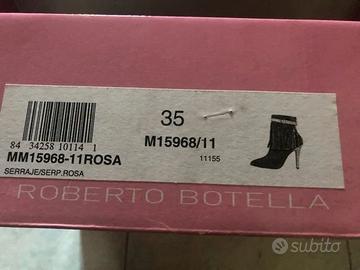 35
M15968/11
84 34258 10114 1
MM15968-11ROSA
11155
SERRAJE/SERP.ROSA
ROBERTO BOTELLA
subito